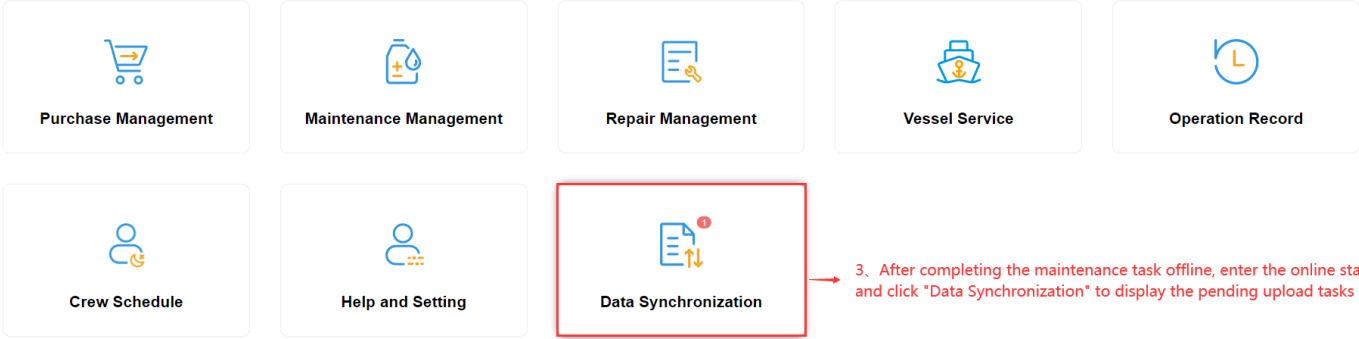 Purchase Management
Maintenance Management
Repair Management
Vessel Service
Operation Record
1
Crew Schedule
Help and Setting
Data Synchronization
3、After completing the maintenance task offline, enter the online sta
and click "Data Synchronization" to display the pending upload tasks